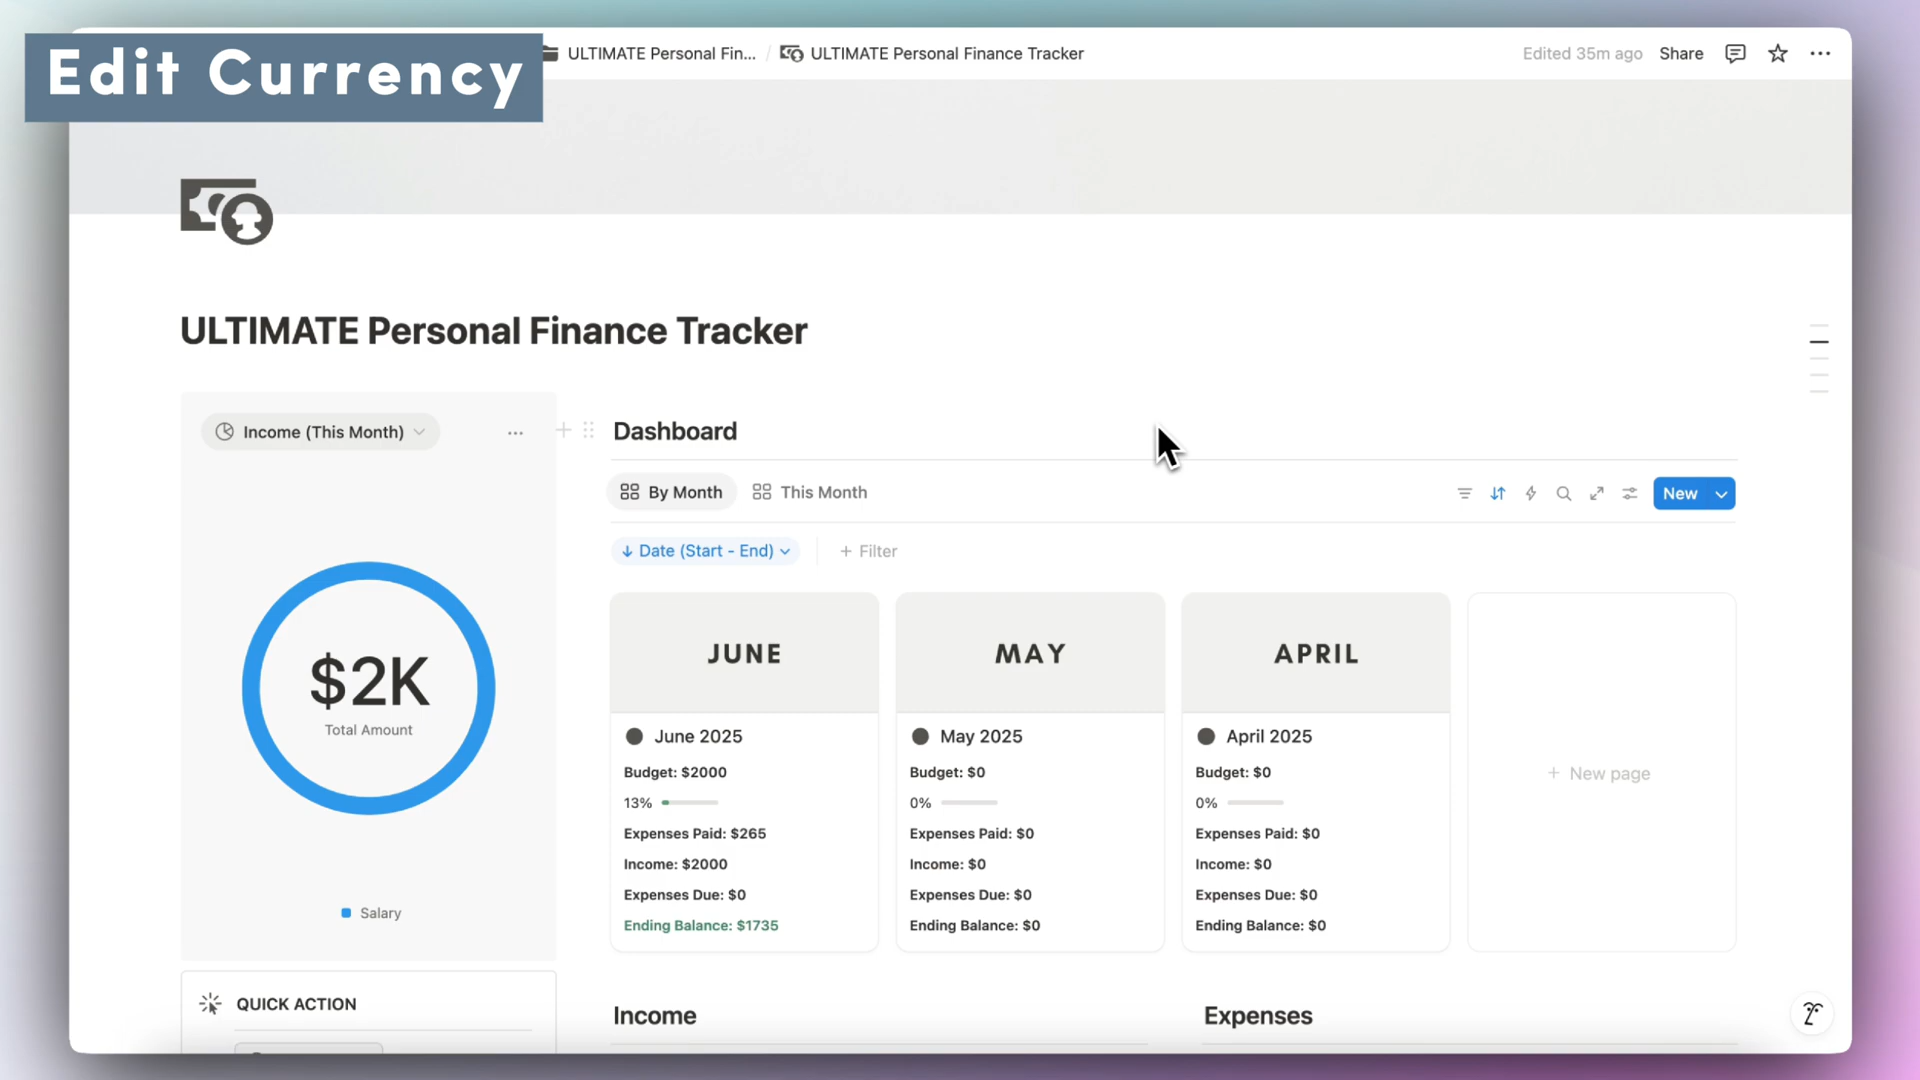 Edit Currency
ULTIMATE Personal Fin... / ULTIMATE Personal Finance Tracker
Edited 35m ago Share
ULTIMATE Personal Finance Tracker
Income (This Month)
$2K
Total Amount
Salary
QUICK ACTION
Dashboard
By Month This Month
New
Date (Start - End) + Filter
JUNE
June 2025
Budget: $2000
13%
Expenses Paid: $265
Income: $2000
Expenses Due: $0
Ending Balance: $1735
MAY
May 2025
Budget: $0
0%
Expenses Paid: $0
Income: $0
Expenses Due: $0
Ending Balance: $0
APRIL
April 2025
Budget: $0
0%
Expenses Paid: $0
Income: $0
Expenses Due: $0
Ending Balance: $0
+ New page
Income
Expenses